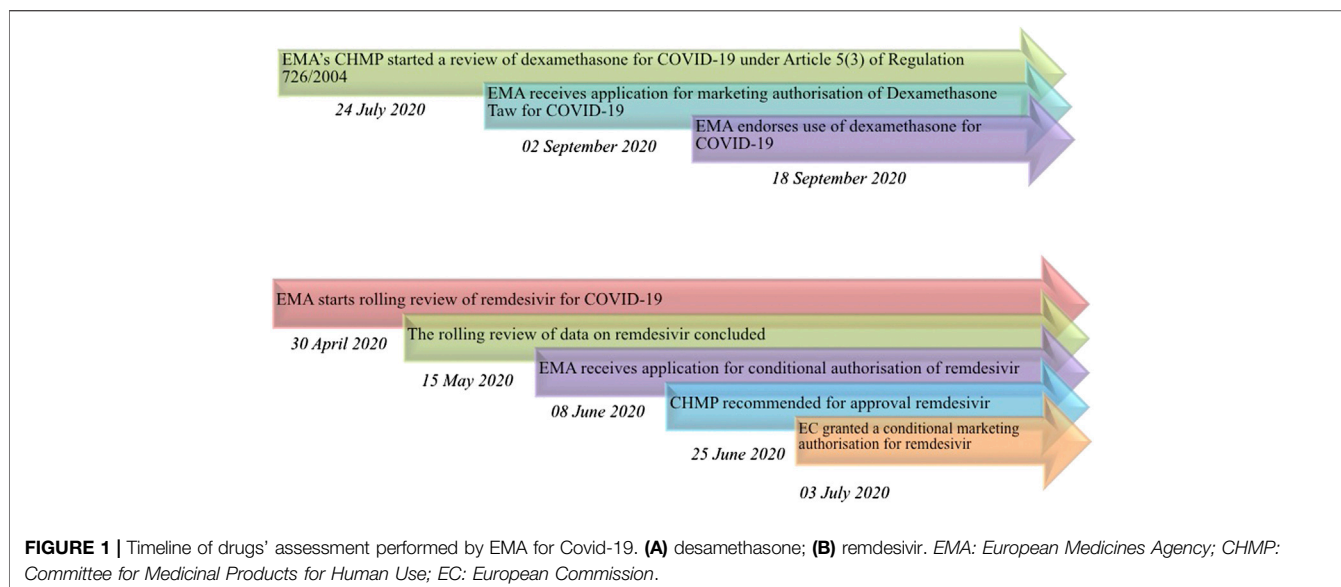 EMA's CHMP started a review of dexamethasone for COVID-19 under Article 5(3) of Regulation
726/2004
24 July 2020
EMA receives application for marketing authorisation of Dexamethasone
Taw for COVID-19
02 September 2020
EMA endorses use of dexamethasone for
COVID-19
18 September 2020
EMA starts rolling review of remdesivir for COVID-19
30 April 2020
The rolling review of data on remdesivir concluded
15 May 2020
EMA receives application for conditional authorisation of remdesivir
08 June 2020
CHMP recommended for approval remdesivir
25 June 2020
EC granted a conditional marketing
authorisation for remdesivir
03 July 2020
FIGURE 1 | Timeline of drugs' assessment performed by EMA for Covid-19. (A) desamethasone; (B) remdesivir. EMA: European Medicines Agency; CHMP:
Committee for Medicinal Products for Human Use; EC: European Commission.